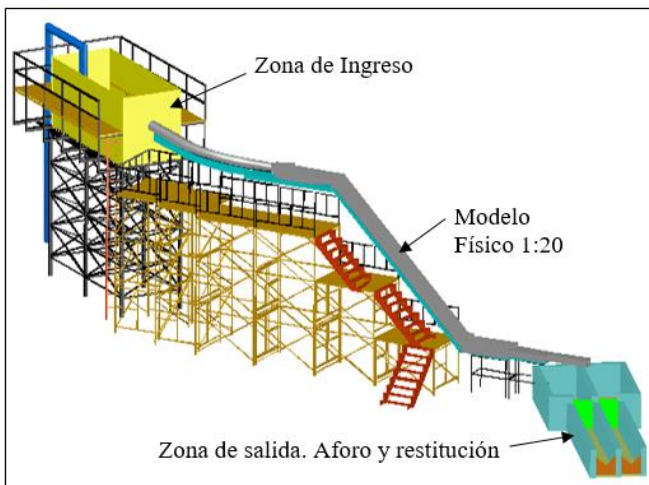 Zona de Ingreso
Modelo
Físico 1:20
Zona de salida. Aforo y restitución